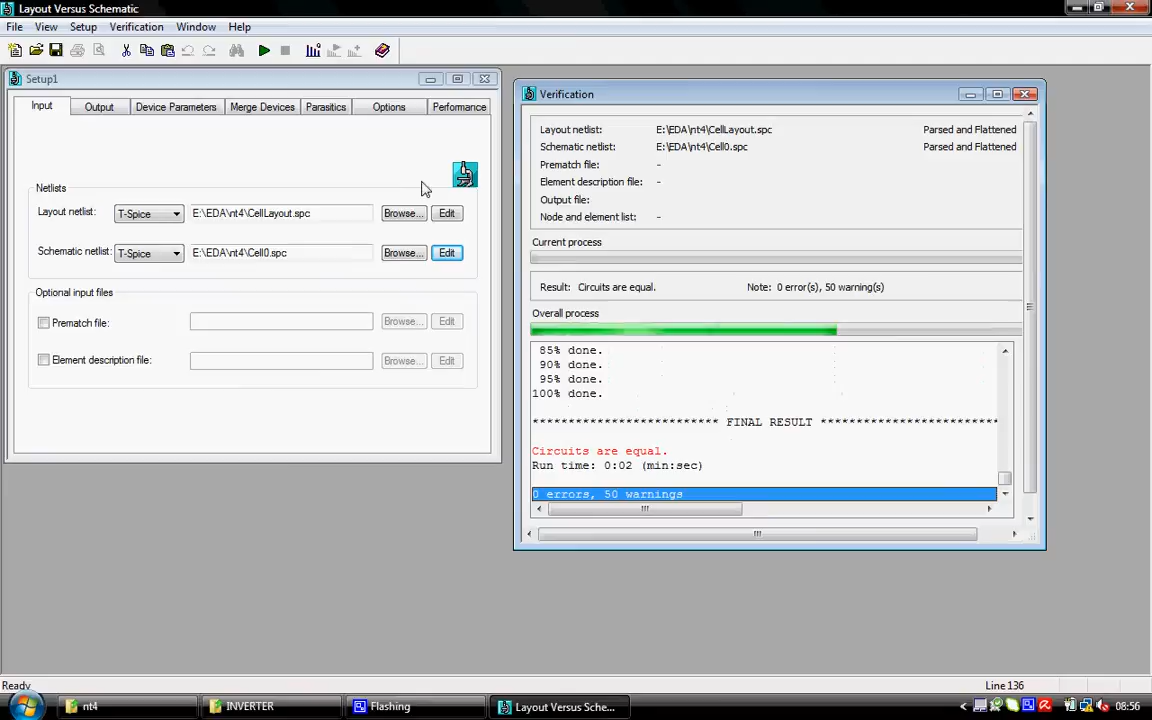 Layout Versus Schematic
File View Setup Verification Window Help
Setup1
Input Output Device Parameters Merge Devices Parasitics Options Performance
Netlists
Layout netlist: T-Spice E:\EDA\nt4\CellLayout.spc Browse... Edit
Schematic netlist: T-Spice E:\EDA\nt4\Cell0.spc Browse... Edit
Optional input files
Prematch file: Browse... Edit
Element description file: Browse... Edit
Verification
Layout netlist: E:\EDA\nt4\CellLayout.spc Parsed and Flattened
Schematic netlist: E:\EDA\nt4\Cell0.spc Parsed and Flattened
Prematch file: -
Element description file: -
Output file:
Node and element list: -
Current process
Result: Circuits are equal. Note: 0 error(s), 50 warning(s)
Overall process
85% done.
90% done.
95% done.
100% done.
************************** FINAL RESULT *************************
Circuits are equal.
Run time: 0:02 (min:sec)
0 errors, 50 warnings
Ready Line 136
nt4 INVERTER Flashing Layout Versus Sche... 08:56